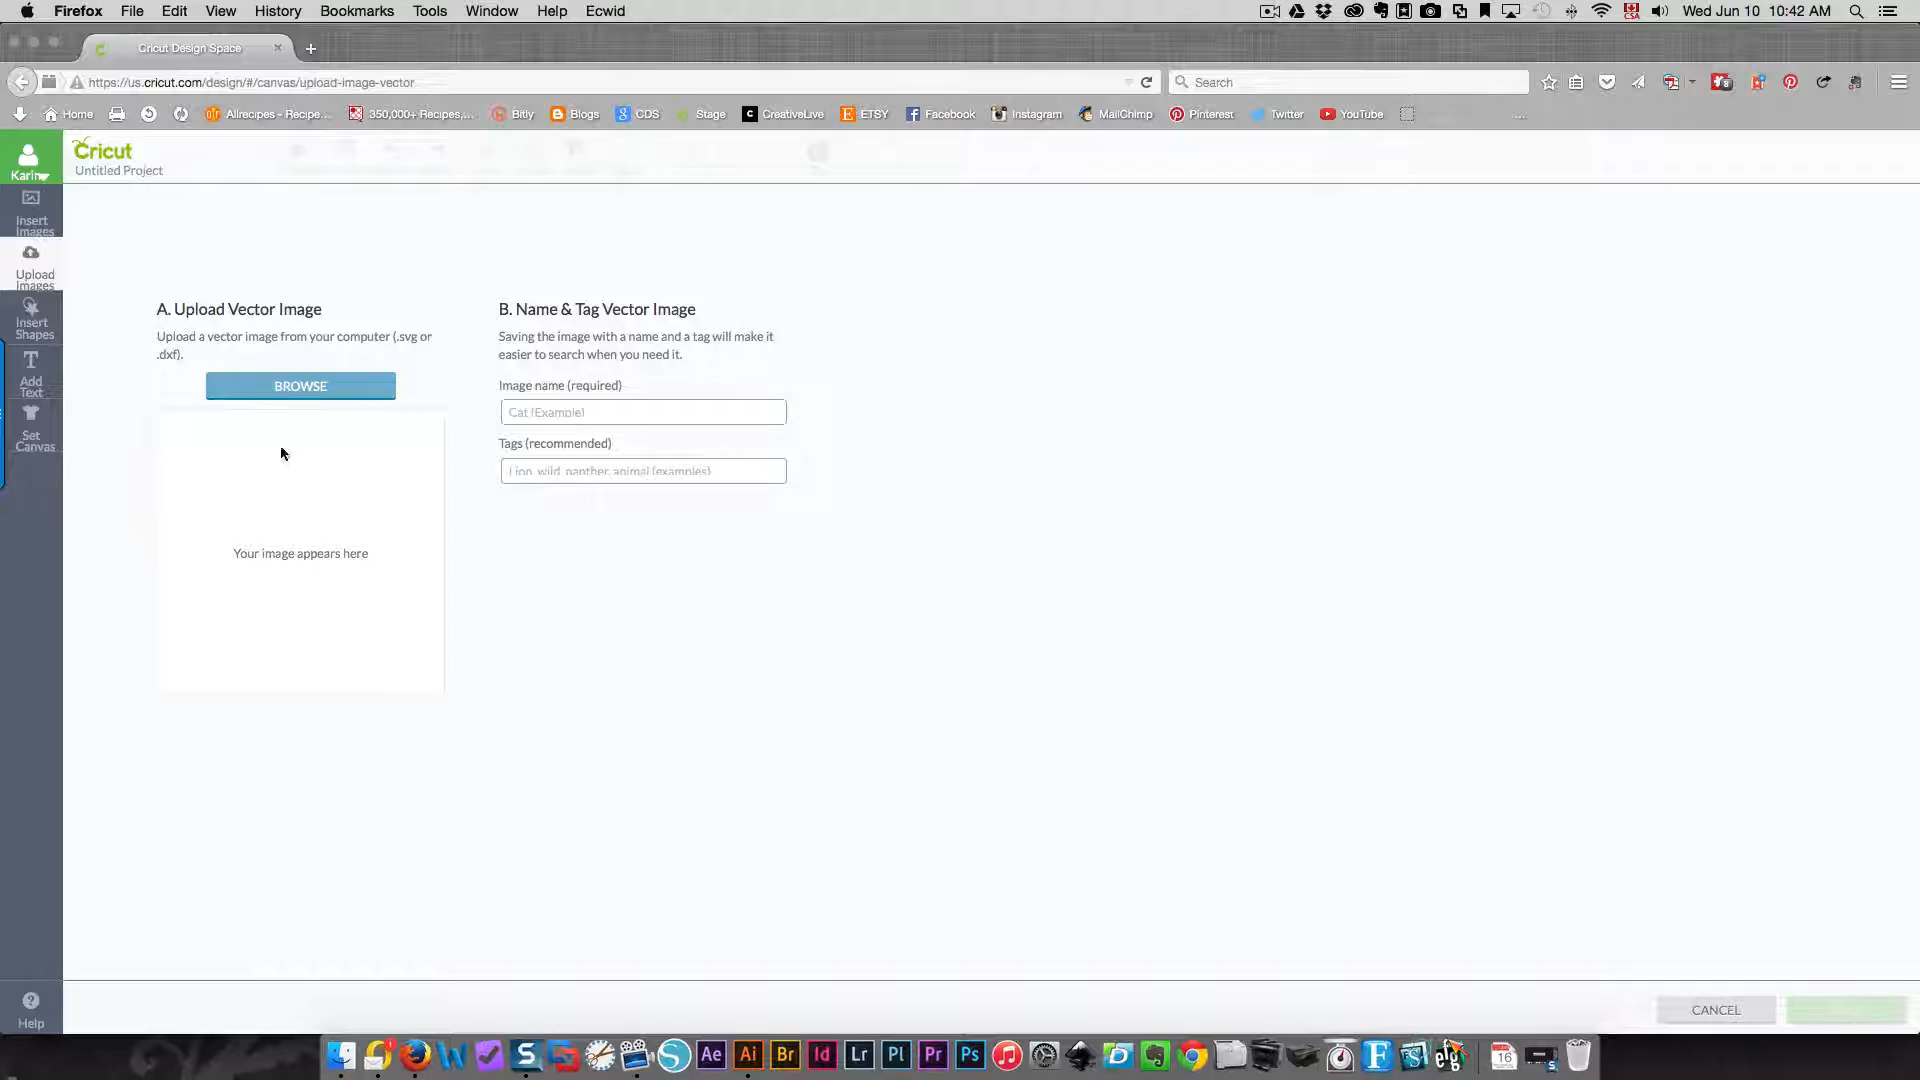 Firefox File Edit View History Bookmarks Tools Window Help Ecwid Wed Jun 10 10:42 AM
Cricut Design Space
https://us.cricut.com/design/#/canvas/upload-image-vector Search
Home Allrecipes - Recipe... 350,000+ Recipes,... Bitly Blogs CDS Stage CreativeLive ETSY Facebook Instagram MailChimp Pinterest Twitter YouTube
Cricut
Untitled Project
Insert
Images
Upload
Images
Insert
Shapes
Add
Text
Set
Canvas
Help
A. Upload Vector Image
Upload a vector image from your computer (.svg or
.dxf).
BROWSE
Your image appears here
B. Name & Tag Vector Image
Saving the image with a name and a tag will make it
easier to search when you need it.
Image name (required)
Cat (Example)
Tags (recommended)
Lion, wild, panther, animal (examples)
CANCEL
Ae Ai Br Id Lr Pl Pr Ps 16